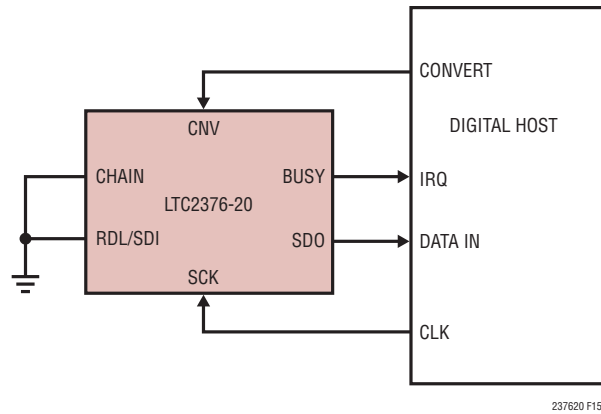 CONVERT
CNV
DIGITAL HOST
CHAIN
BUSY
IRQ
LTC2376-20
RDL/SDI
SDO
DATA IN
SCK
CLK
237620 F15